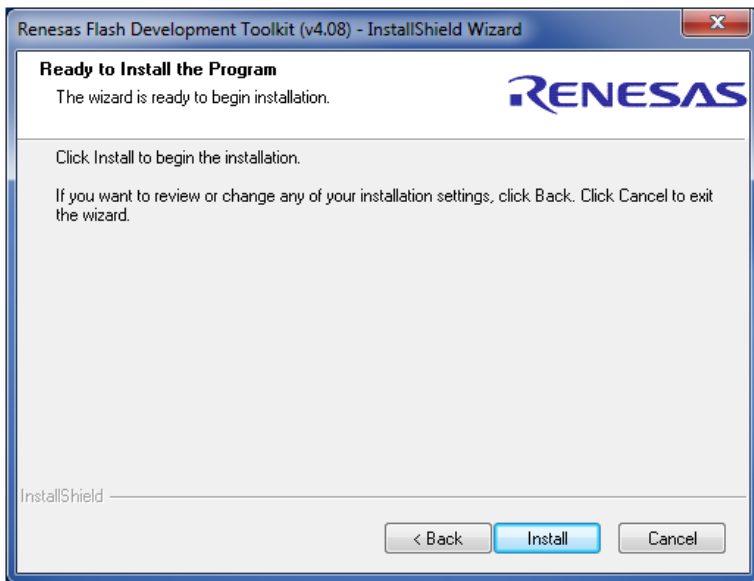 Renesas Flash Development Toolkit (v4.08) - InstallShield Wizard
Ready to Install the Program
The wizard is ready to begin installation.
RENESAS
Click Install to begin the installation.
If you want to review or change any of your installation settings, click Back. Click Cancel to exit
the wizard.
InstallShield
< Back
Install
Cancel